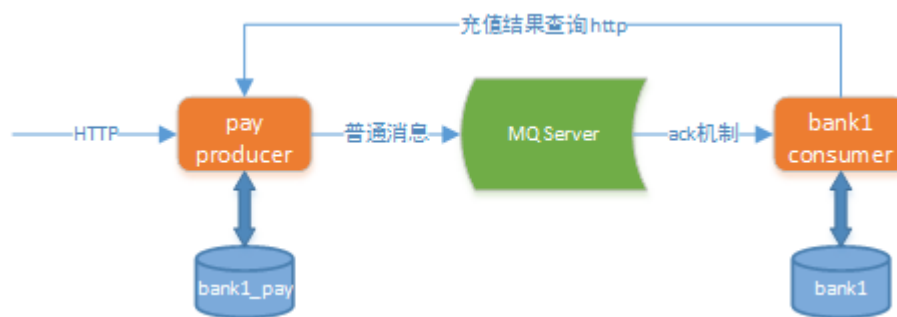 充值结果查询http
HTTP
pay
producer
普通消息
MQ Server
ack机制
bank1
consumer
bank1_pay
bank1